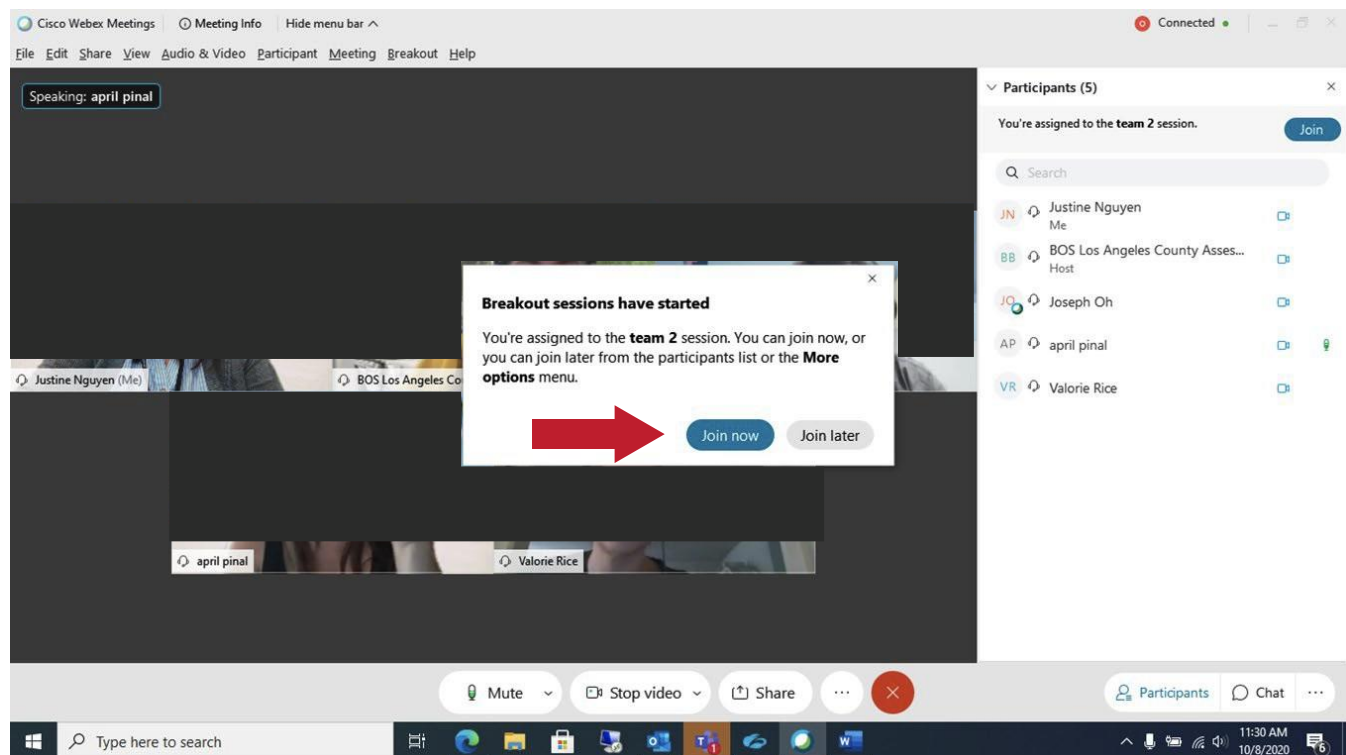 Cisco Webex Meetings
Meeting Info
Hide menu bar
Connected
File Edit Share View Audio & Video Participant Meeting Breakout Help
Speaking: april pinal
Participants (5)
You're assigned to the team 2 session.
Join
Search
JN
Justine Nguyen
Me
BB
BOS Los Angeles County Asses...
Host
Joseph Oh
AP
april pinal
VR
Valorie Rice
Breakout sessions have started
You're assigned to the team 2 session. You can join now, or
you can join later from the participants list or the More
options menu.
Join now
Join later
Justine Nguyen (Me)
BOS Los Angeles Co
april pinal
Valorie Rice
Mute
Stop video
Share
Participants
Chat
Type here to search
11:30 AM
10/8/2020